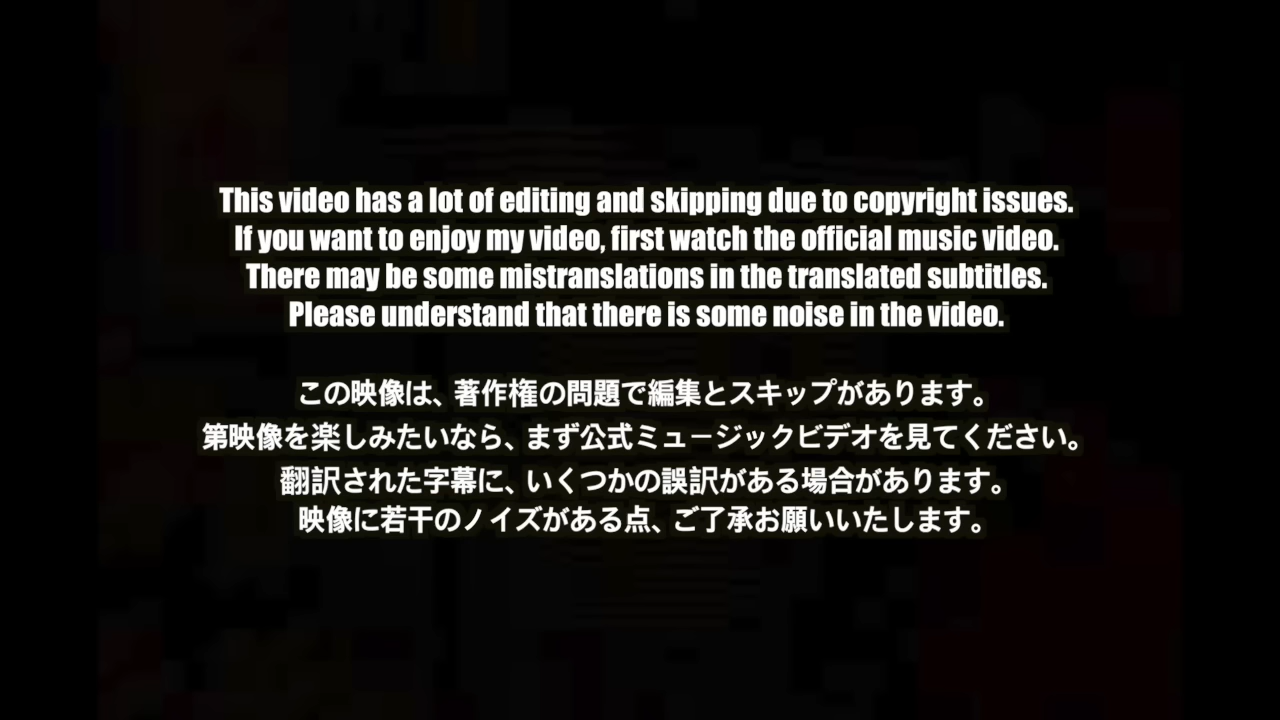 This video has a lot of editing and skipping due to copyright issues.
If you want to enjoy my video, first watch the official music video.
There may be some mistranslations in the translated subtitles.
Please understand that there is some noise in the video.
この映像は、著作権の問題で編集とスキップがあります。
第映像を楽しみたいなら、まず公式ミュージックビデオを見てください。
翻訳された字幕に、いくつかの誤訳がある場合があります。
映像に若干のノイズがある点、ご了承お願いいたします。